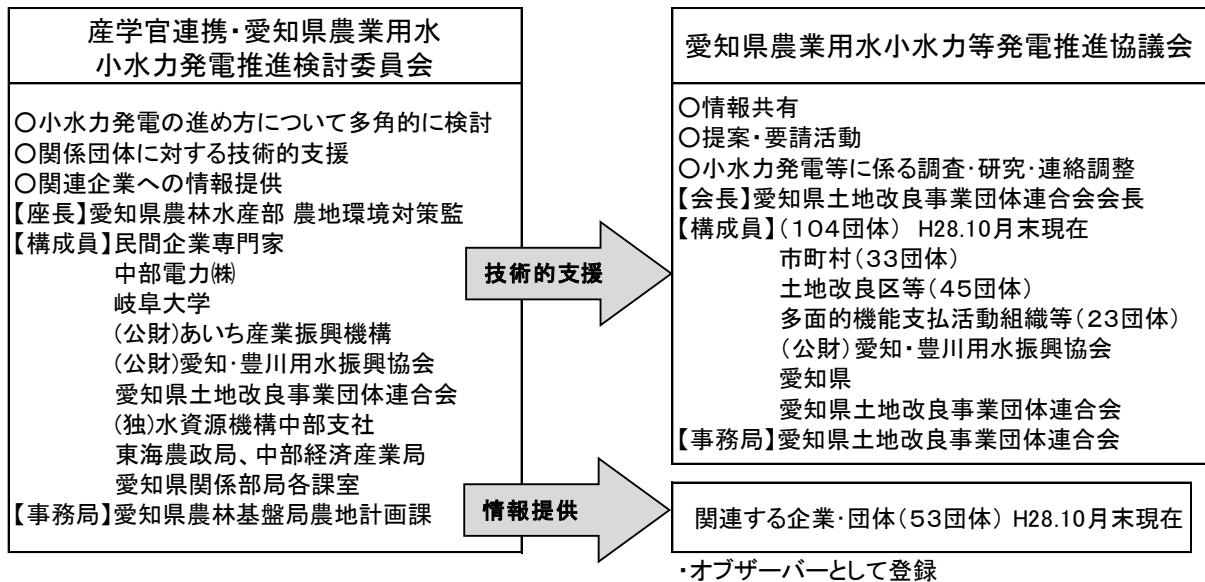 産学官連携・愛知県農業用水
小水力発電推進検討委員会
○小水力発電の進め方について多角的に検討
○関係団体に対する技術的支援
○関連企業への情報提供
【座長】愛知県農林水産部 農地環境対策監
【構成員】民間企業専門家
中部電力㈱
岐阜大学
(公財)あいち産業振興機構
(公財)愛知・豊川用水振興協会
愛知県土地改良事業団体連合会
(独)水資源機構中部支社
東海農政局、中部経済産業局
愛知県関係部局各課室
【事務局】愛知県農林基盤局農地計画課
技術的支援
情報提供
愛知県農業用水小水力等発電推進協議会
○情報共有
○提案・要請活動
○小水力発電等に係る調査・研究・連絡調整
【会長】愛知県土地改良事業団体連合会会長
【構成員】(104団体) H28.10月末現在
市町村(33団体)
土地改良区等(45団体)
多面的機能支払活動組織等(23団体)
(公財)愛知・豊川用水振興協会
愛知県
愛知県土地改良事業団体連合会
【事務局】愛知県土地改良事業団体連合会
関連する企業・団体(53団体) H28.10月末現在
・オブザーバーとして登録